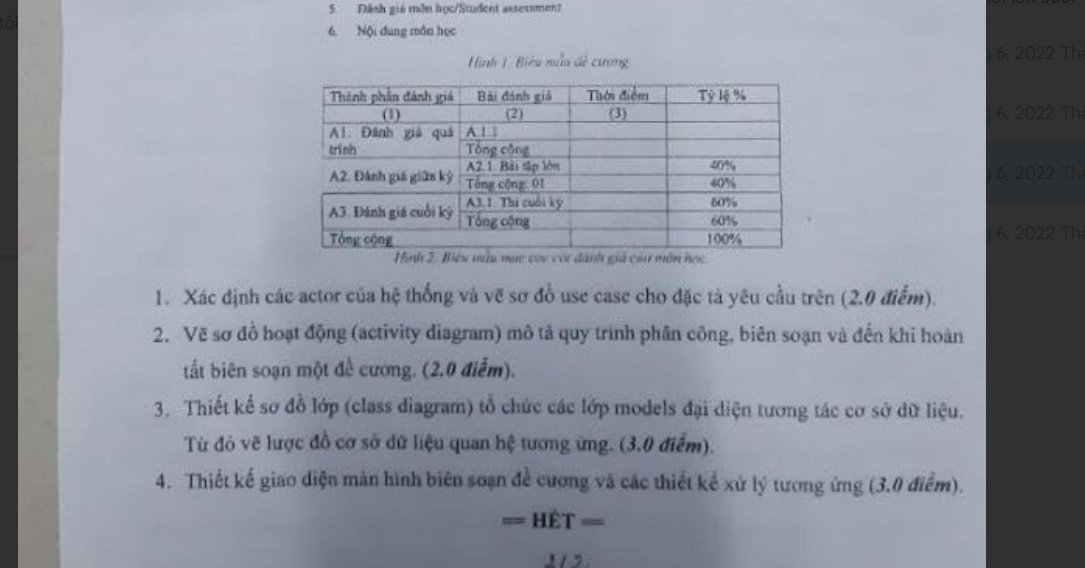 5. Đánh giá môn học/Student assessment
6. Nội dung môn học
Hình 1. Biểu mẫu đề cương
Thành phần đánh giá Bài đánh giá Thời điểm Tỷ lệ %
(1) (2) (3)
A1. Đánh giá quá trình A.1.1
Tổng cộng
A2. Đánh giá giữa kỳ A2.1. Bài tập lớn 40%
Tổng cộng: 01 40%
A3. Đánh giá cuối kỳ A3.1. Thi cuối kỳ 60%
Tổng cộng 60%
Tổng cộng 100%
Hình 2. Biểu mẫu mục các cột đánh giá của môn học.
1. Xác định các actor của hệ thống và vẽ sơ đồ use case cho đặc tả yêu cầu trên (2.0 điểm).
2. Vẽ sơ đồ hoạt động (activity diagram) mô tả quy trình phân công, biên soạn và đến khi hoàn
tất biên soạn một đề cương. (2.0 điểm).
3. Thiết kế sơ đồ lớp (class diagram) tổ chức các lớp models đại diện tương tác cơ sở dữ liệu.
Từ đó vẽ lược đồ cơ sở dữ liệu quan hệ tương ứng. (3.0 điểm).
4. Thiết kế giao diện màn hình biên soạn đề cương và các thiết kế xử lý tương ứng (3.0 điểm).
== HẾT ==
6, 2022
6, 2022
6, 2022
6, 2022